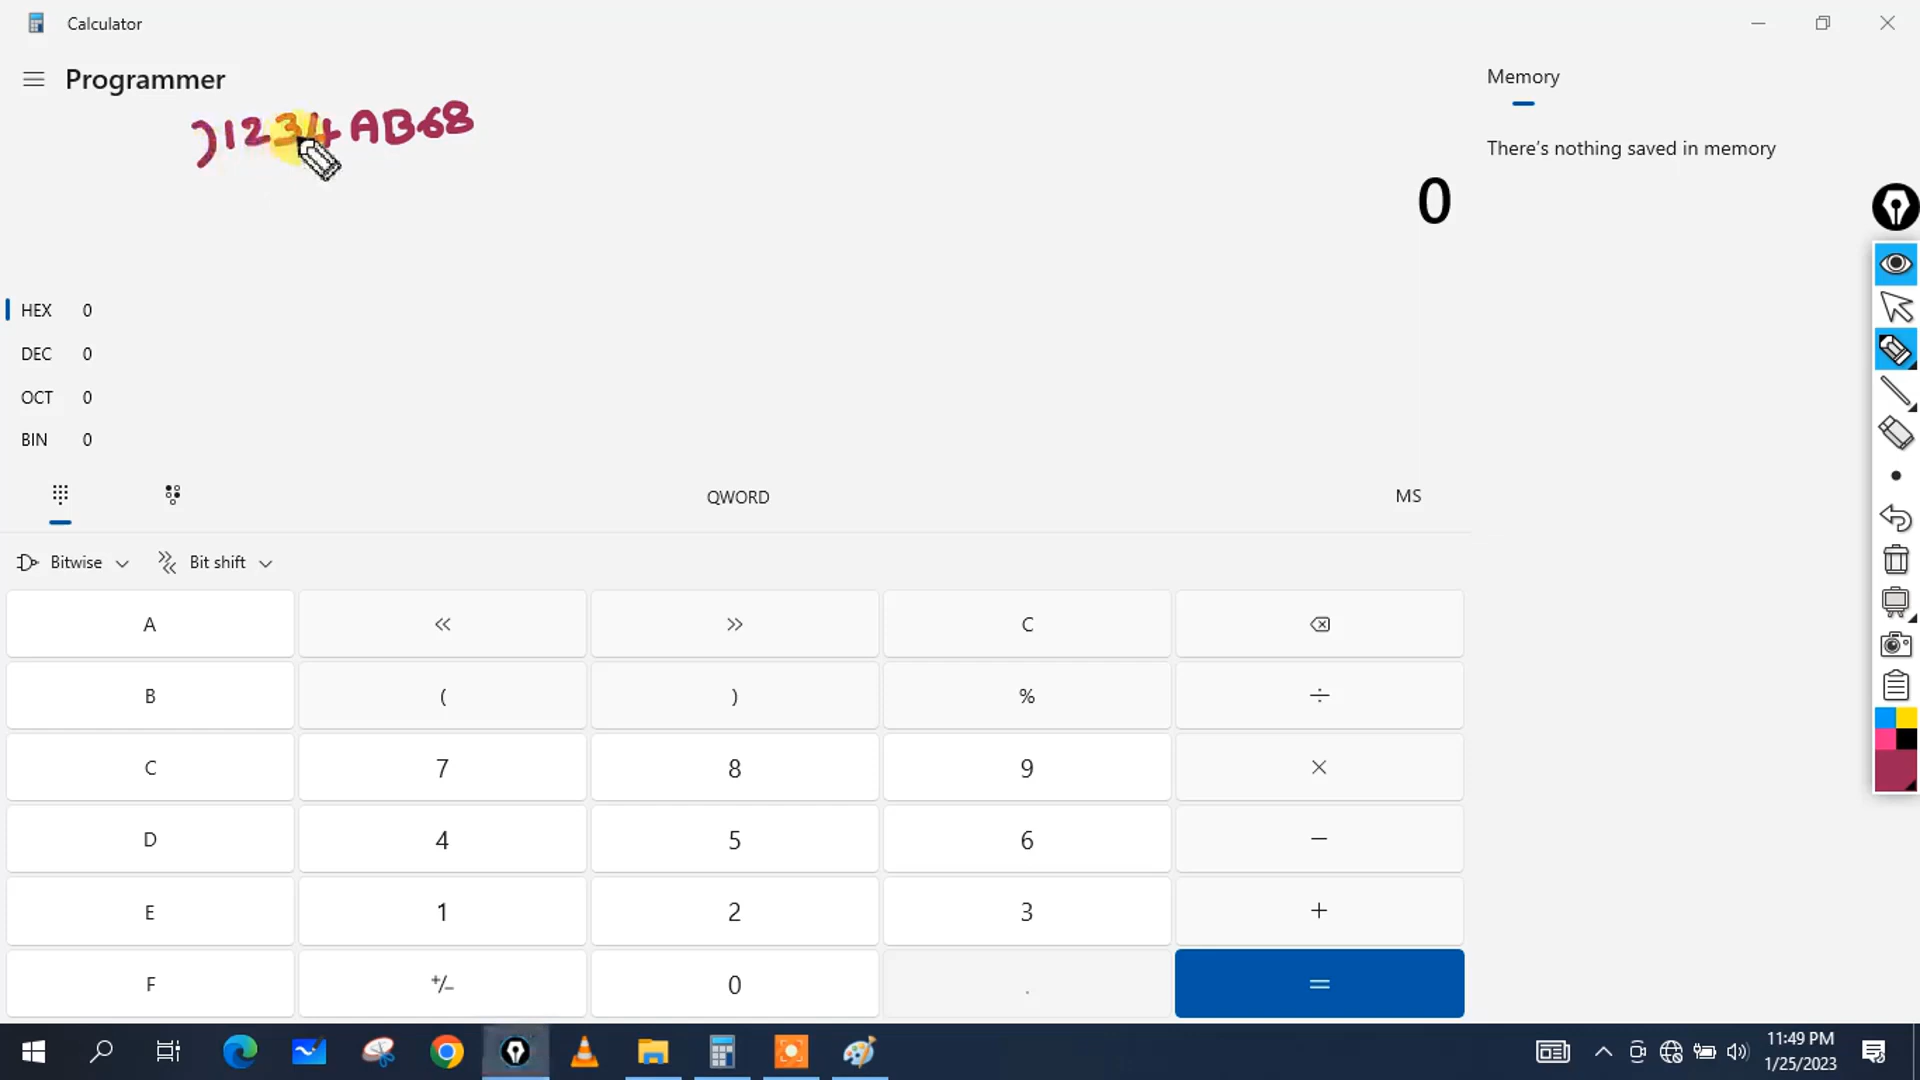 Calculator
Programmer
Memory
)1234AB68
There's nothing saved in memory
0
HEX 0
DEC 0
OCT 0
BIN 0
QWORD MS
Bitwise Bit shift
A << >> C
B ( ) % ÷
C 7 8 9 ×
D 4 5 6 −
E 1 2 3 +
F +/− 0 . =
11:49 PM
1/25/2023